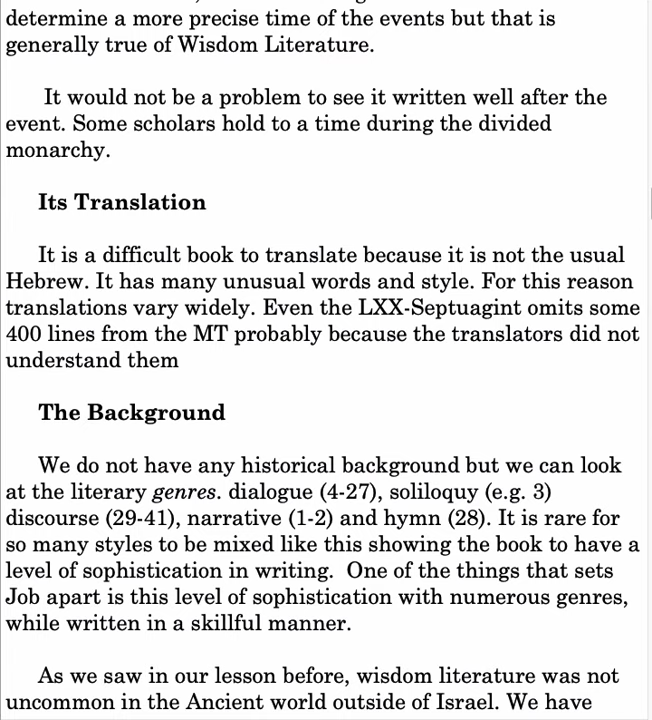 determine a more precise time of the events but that is
generally true of Wisdom Literature.
It would not be a problem to see it written well after the
event. Some scholars hold to a time during the divided
monarchy.
Its Translation
It is a difficult book to translate because it is not the usual
Hebrew. It has many unusual words and style. For this reason
translations vary widely. Even the LXX-Septuagint omits some
400 lines from the MT probably because the translators did not
understand them
The Background
We do not have any historical background but we can look
at the literary genres. dialogue (4-27), soliloquy (e.g. 3)
discourse (29-41), narrative (1-2) and hymn (28). It is rare for
so many styles to be mixed like this showing the book to have a
level of sophistication in writing.  One of the things that sets
Job apart is this level of sophistication with numerous genres,
while written in a skillful manner.
As we saw in our lesson before, wisdom literature was not
uncommon in the Ancient world outside of Israel. We have